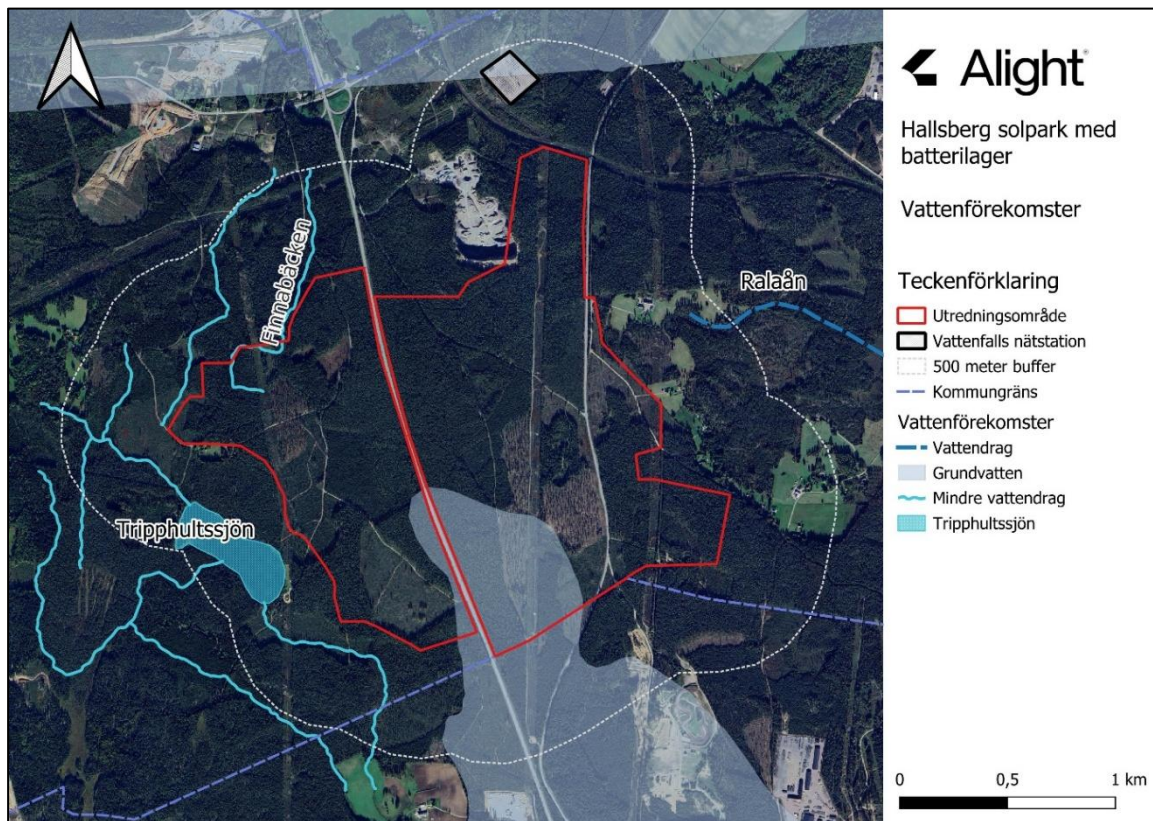 Alight®
Hallsberg solpark med
batterilager
Vattenförekomster
Teckenförklaring
Utredningsområde
Vattenfalls nätstation
500 meter buffer
Kommungräns
Vattenförekomster
Vattendrag
Grundvatten
Mindre vattendrag
Tripphultssjön
0 0,5 1 km
Finnabäcken
Ralaån
Tripphultssjön